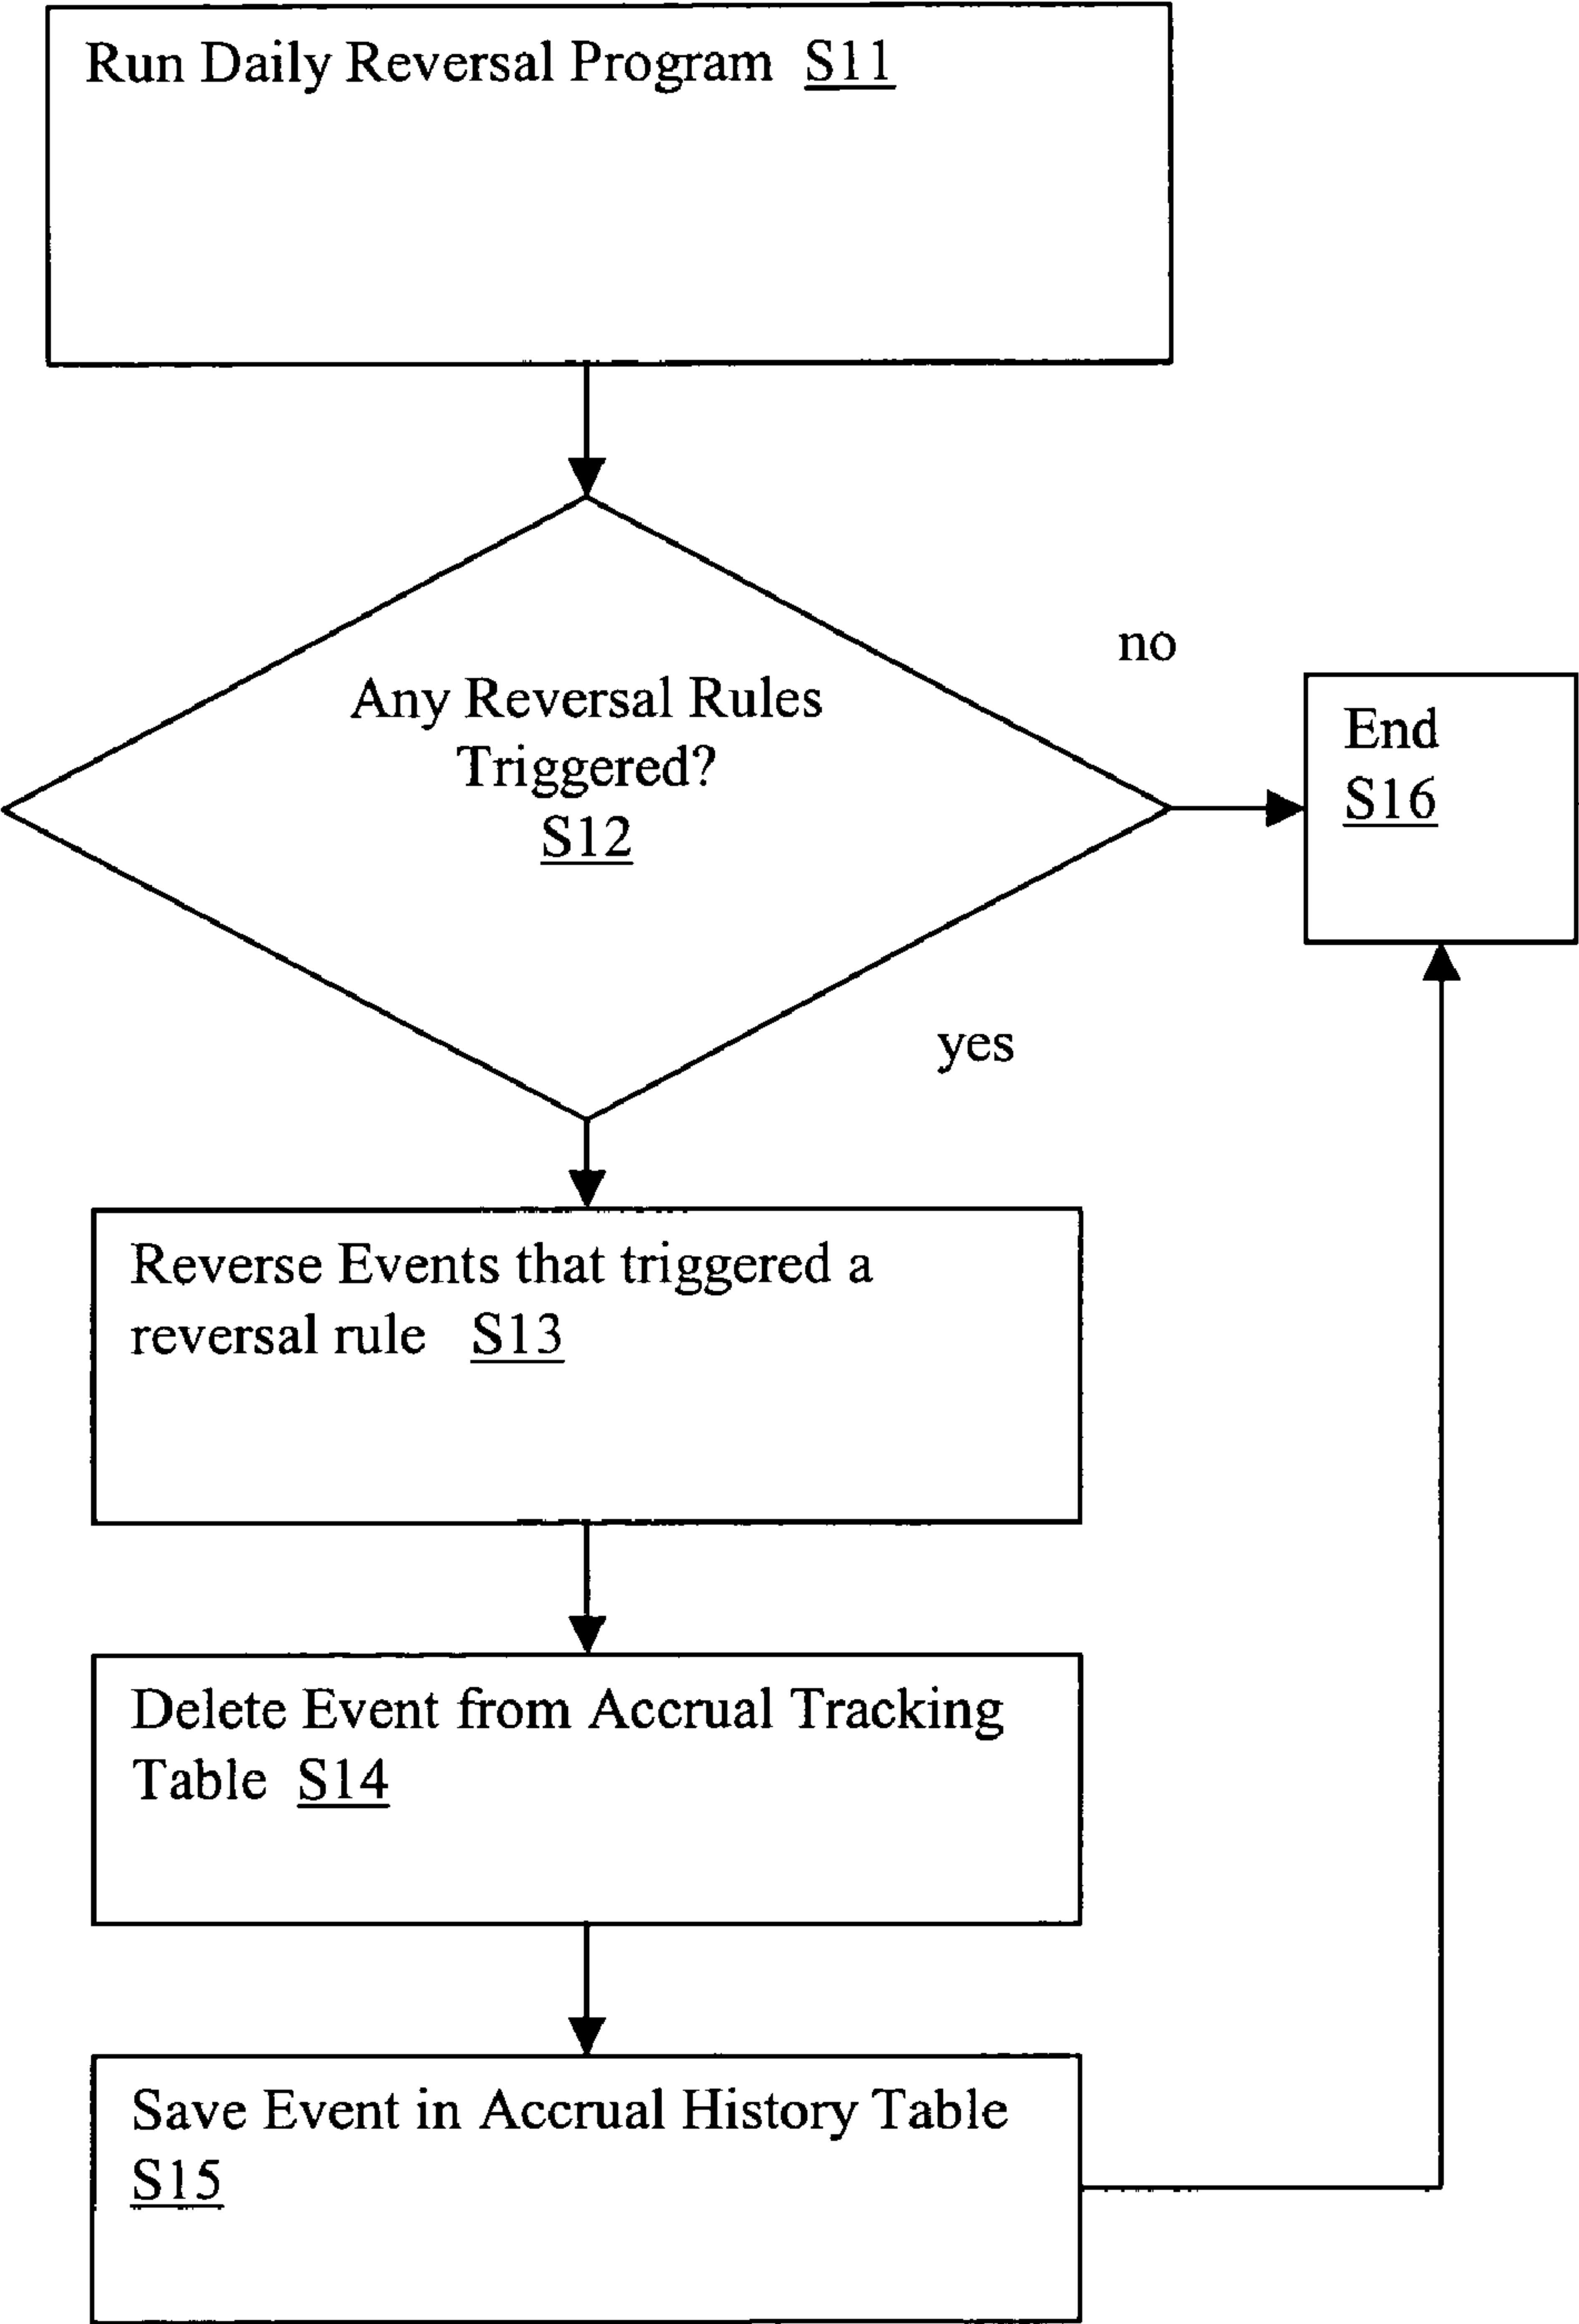 Run Daily Reversal Program S11
Any Reversal Rules
Triggered?
S12
no
End
S16
yes
Reverse Events that triggered a
reversal rule S13
Delete Event from Accrual Tracking
Table S14
Save Event in Accrual History Table
S15